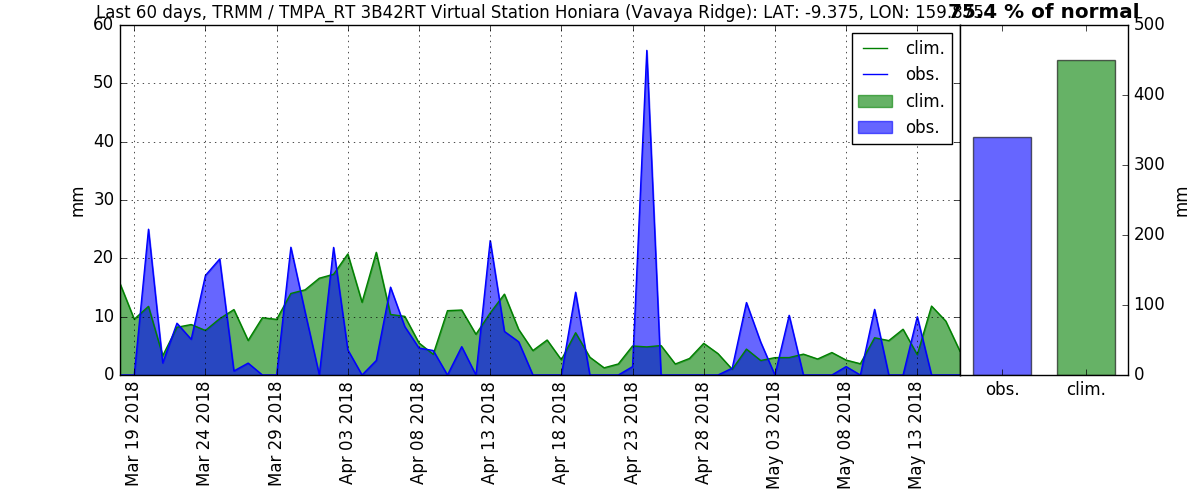 Last 60 days, TRMM / TMPA_RT 3B42RT Virtual Station Honiara (Vavaya Ridge): LAT: -9.375, LON:
75.4 % of normal
60
50
40
30
20
10
0
mm
clim.
obs.
clim.
obs.
Mar 19 2018
Mar 24 2018
Mar 29 2018
Apr 03 2018
Apr 08 2018
Apr 13 2018
Apr 18 2018
Apr 23 2018
Apr 28 2018
May 03 2018
May 08 2018
May 13 2018
500
400
300
200
100
0
mm
obs.
clim.